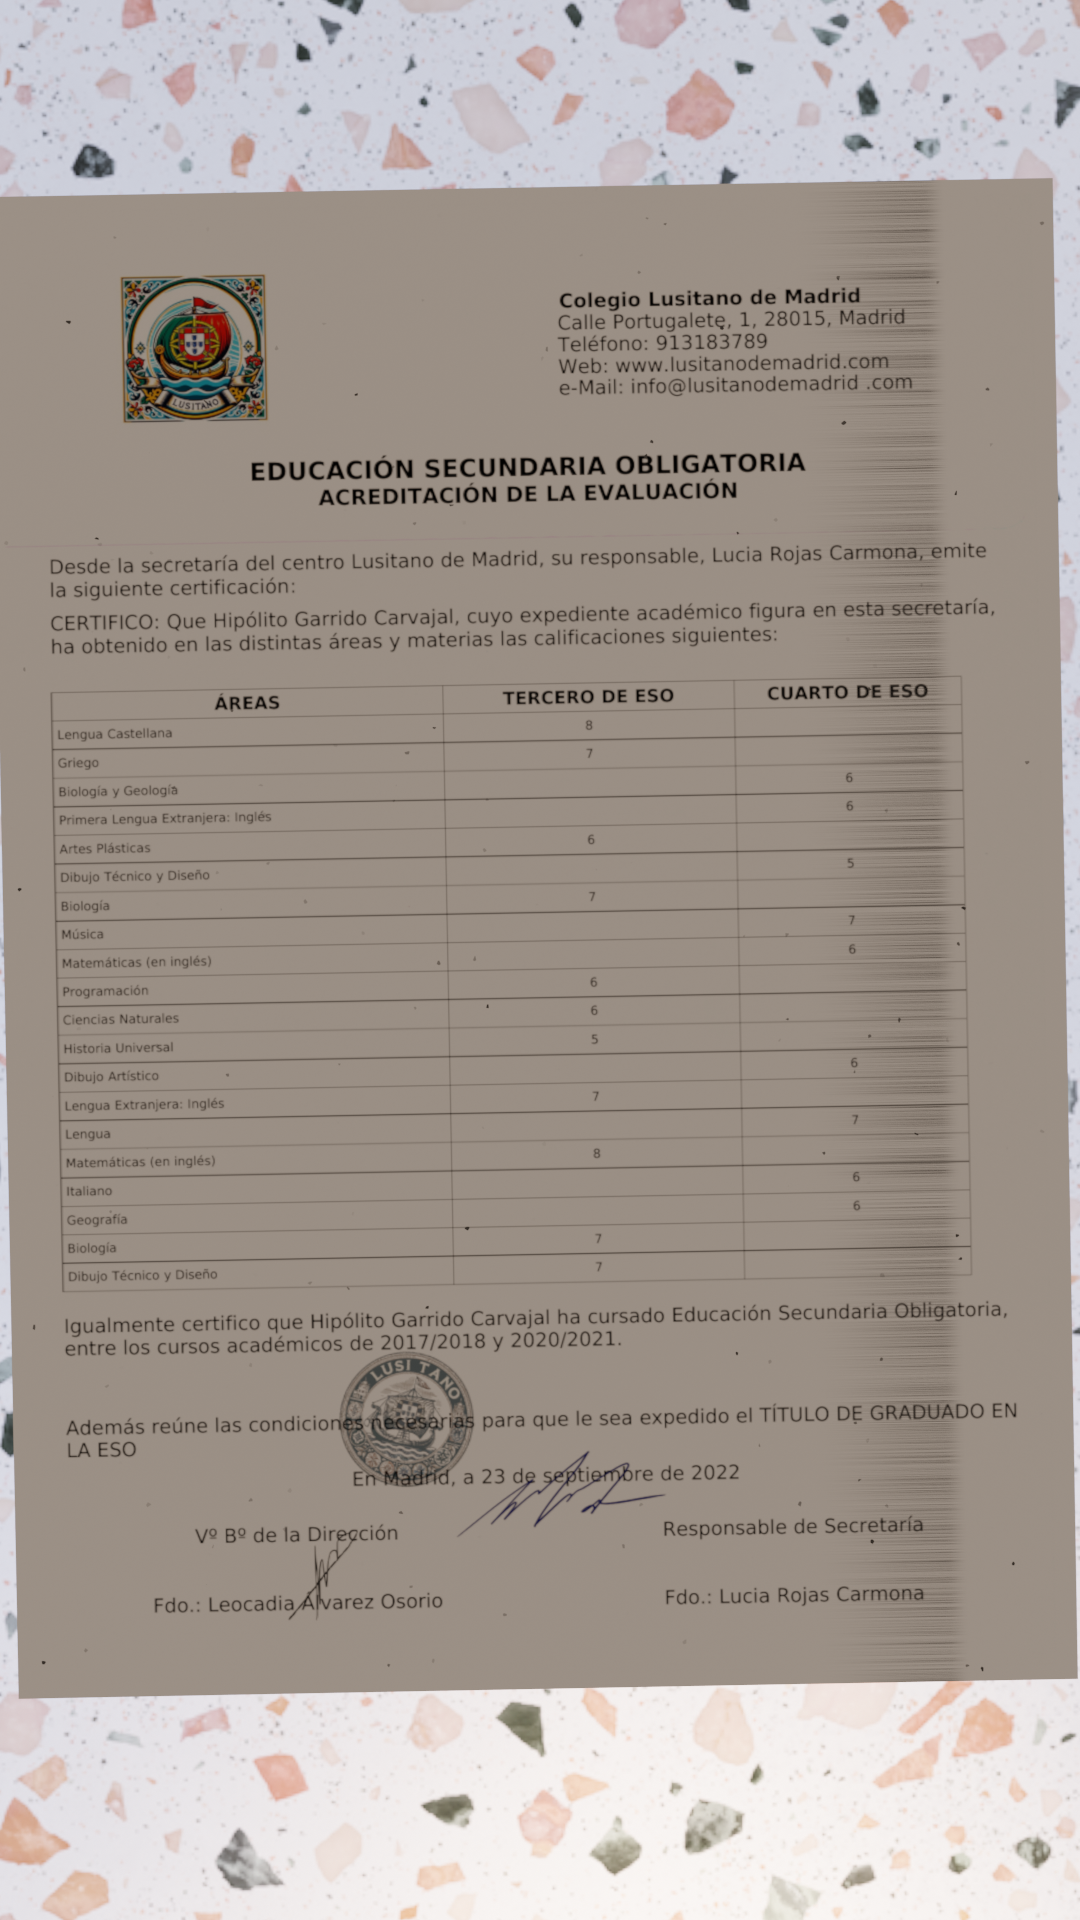 LUSITANO
Colegio Lusitano de Madrid
Calle Portugalete, 1, 28015, Madrid
Teléfono: 913183789
Web: www.lusitanodemadrid.com
e-Mail: info@lusitanodemadrid .com
EDUCACIÓN SECUNDARIA OBLIGATORIA
ACREDITACIÓN DE LA EVALUACIÓN
Desde la secretaría del centro Lusitano de Madrid, su responsable, Lucia Rojas Carmona, emite
la siguiente certificación:
CERTIFICO: Que Hipólito Garrido Carvajal, cuyo expediente académico figura en esta secretaría,
ha obtenido en las distintas áreas y materias las calificaciones siguientes:
ÁREAS TERCERO DE ESO CUARTO DE ESO
Lengua Castellana 8
Griego 7
Biología y Geología 6
Primera Lengua Extranjera: Inglés 6
Artes Plásticas 6
Dibujo Técnico y Diseño 5
Biología 7
Música 7
Matemáticas (en inglés) 6
Programación 6
Ciencias Naturales 6
Historia Universal 5
Dibujo Artístico 6
Lengua Extranjera: Inglés 7
Lengua 7
Matemáticas (en inglés) 8
Italiano 6
Geografía 6
Biología 7
Dibujo Técnico y Diseño 7
Igualmente certifico que Hipólito Garrido Carvajal ha cursado Educación Secundaria Obligatoria,
entre los cursos académicos de 2017/2018 y 2020/2021.
LUSI TANO
Además reúne las condiciones necesarias para que le sea expedido el TÍTULO DE GRADUADO EN
LA ESO
En Madrid, a 23 de septiembre de 2022
Vº Bº de la Dirección Responsable de Secretaría
Fdo.: Leocadia Álvarez Osorio Fdo.: Lucia Rojas Carmona